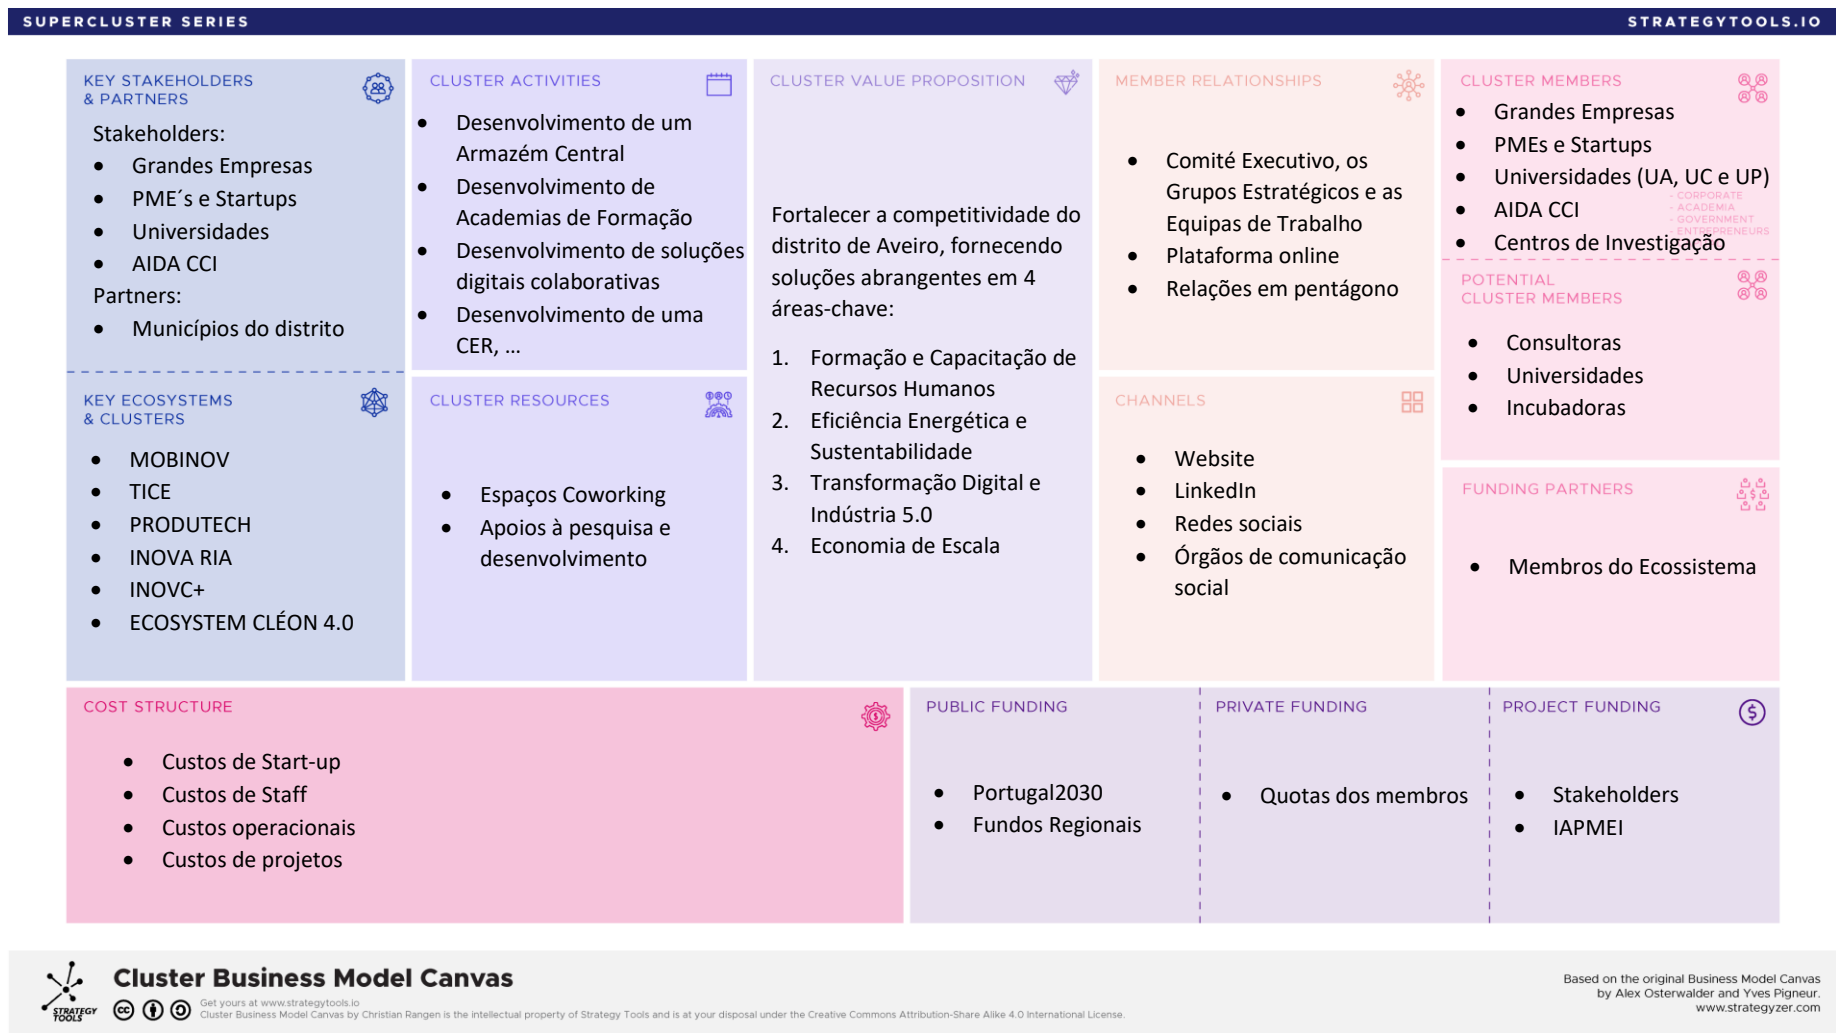 SUPERCLUSTER SERIES
STRATEGYTOOLS.IO
KEY STAKEHOLDERS
& PARTNERS
Stakeholders:
• Grandes Empresas
• PME´s e Startups
• Universidades
• AIDA CCI
Partners:
• Municípios do distrito
KEY ECOSYSTEMS
& CLUSTERS
• MOBINOV
• TICE
• PRODUTECH
• INOVA RIA
• INOVC+
• ECOSYSTEM CLÉON 4.0
CLUSTER ACTIVITIES
• Desenvolvimento de um
Armazém Central
• Desenvolvimento de
Academias de Formação
• Desenvolvimento de soluções
digitais colaborativas
• Desenvolvimento de uma
CER, ...
CLUSTER RESOURCES
• Espaços Coworking
• Apoios à pesquisa e
desenvolvimento
CLUSTER VALUE PROPOSITION
Fortalecer a competitividade do
distrito de Aveiro, fornecendo
soluções abrangentes em 4
áreas-chave:
1. Formação e Capacitação de
Recursos Humanos
2. Eficiência Energética e
Sustentabilidade
3. Transformação Digital e
Indústria 5.0
4. Economia de Escala
MEMBER RELATIONSHIPS
• Comité Executivo, os
Grupos Estratégicos e as
Equipas de Trabalho
• Plataforma online
• Relações em pentágono
CHANNELS
• Website
• LinkedIn
• Redes sociais
• Órgãos de comunicação
social
CLUSTER MEMBERS
• Grandes Empresas
• PMEs e Startups
• Universidades (UA, UC e UP)
• AIDA CCI
• Centros de Investigação
- CORPORATE
- ACADEMIA
- GOVERNMENT
- ENTREPRENEURS
POTENTIAL
CLUSTER MEMBERS
• Consultoras
• Universidades
• Incubadoras
FUNDING PARTNERS
• Membros do Ecossistema
COST STRUCTURE
• Custos de Start-up
• Custos de Staff
• Custos operacionais
• Custos de projetos
PUBLIC FUNDING
• Portugal2030
• Fundos Regionais
PRIVATE FUNDING
• Quotas dos membros
PROJECT FUNDING
• Stakeholders
• IAPMEI
STRATEGY
TOOLS
Cluster Business Model Canvas
Get yours at www.strategytools.io
Cluster Business Model Canvas by Christian Rangen is the intellectual property of Strategy Tools and is at your disposal under the Creative Commons Attribution-Share Alike 4.0 International License.
Based on the original Business Model Canvas
by Alex Osterwalder and Yves Pigneur.
www.strategyzer.com